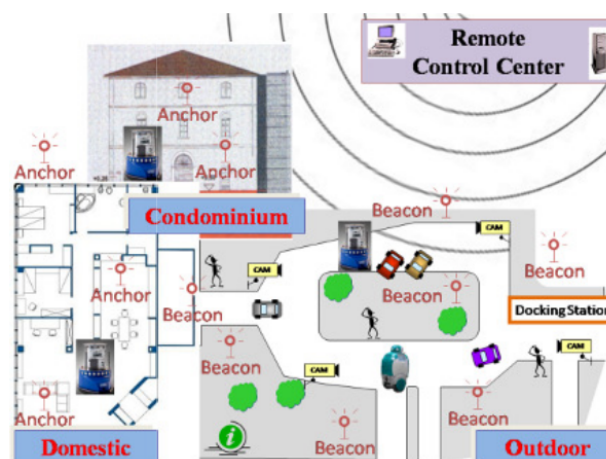 Remote
Control Center
Anchor
Anchor
Anchor
Condominium
Beacon
CAM
Beacon
CAM
Anchor
Beacon
Beacon
Docking Station
Beacon
CAM
CAM
Anchor
Beacon
Beacon
Domestic
i
Outdoor